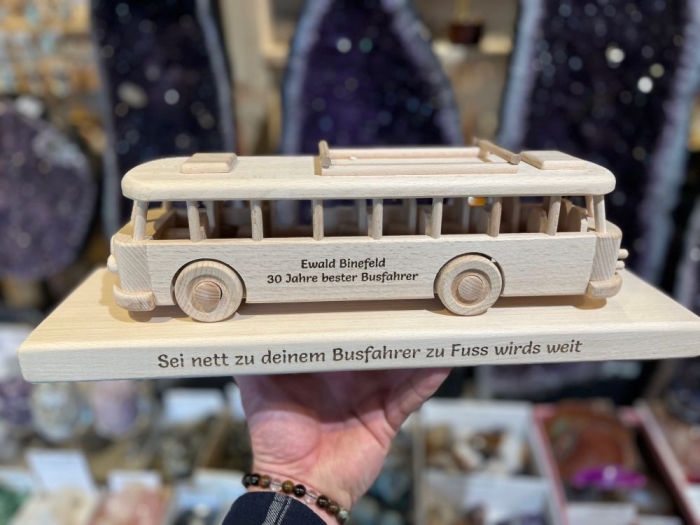 Ewald Binefeld
30 Jahre bester Busfahrer
Sei nett zu deinem Busfahrer zu Fuss wirds weit